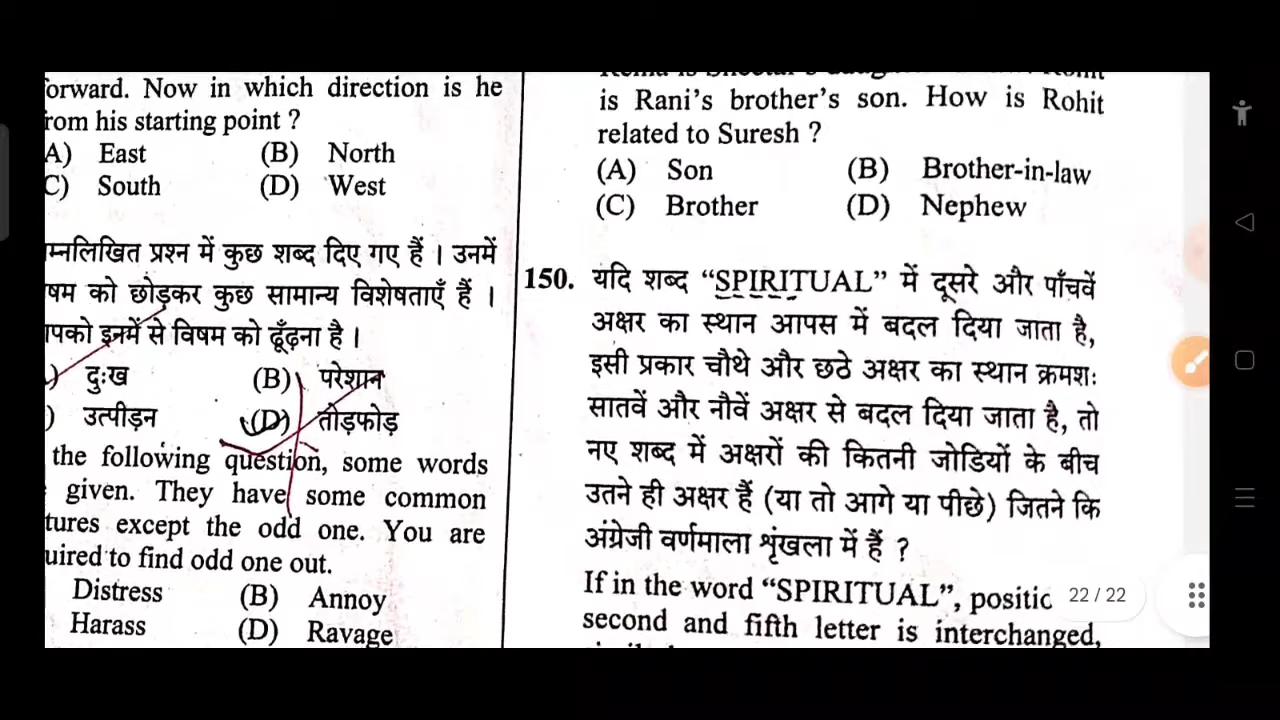 forward. Now in which direction is he
from his starting point ?
A) East (B) North
C) South (D) West
म्नलिखित प्रश्न में कुछ शब्द दिए गए हैं । उनमें
षम को छोड़कर कुछ सामान्य विशेषताएँ हैं ।
पको इनमें से विषम को ढूँढ़ना है ।
) दुःख (B) परेशान
) उत्पीड़न (D) तोड़फोड़
the following question, some words
given. They have some common
tures except the odd one. You are
uired to find odd one out.
Distress (B) Annoy
Harass (D) Ravage
is Rani's brother's son. How is Rohit
related to Suresh ?
(A) Son (B) Brother-in-law
(C) Brother (D) Nephew
150. यदि शब्द “SPIRITUAL” में दूसरे और पाँचवें
अक्षर का स्थान आपस में बदल दिया जाता है,
इसी प्रकार चौथे और छठे अक्षर का स्थान क्रमशः
सातवें और नौवें अक्षर से बदल दिया जाता है, तो
नए शब्द में अक्षरों की कितनी जोडियों के बीच
उतने ही अक्षर हैं (या तो आगे या पीछे) जितने कि
अंग्रेजी वर्णमाला शृंखला में हैं ?
If in the word “SPIRITUAL”, positic
second and fifth letter is interchanged,
22 / 22